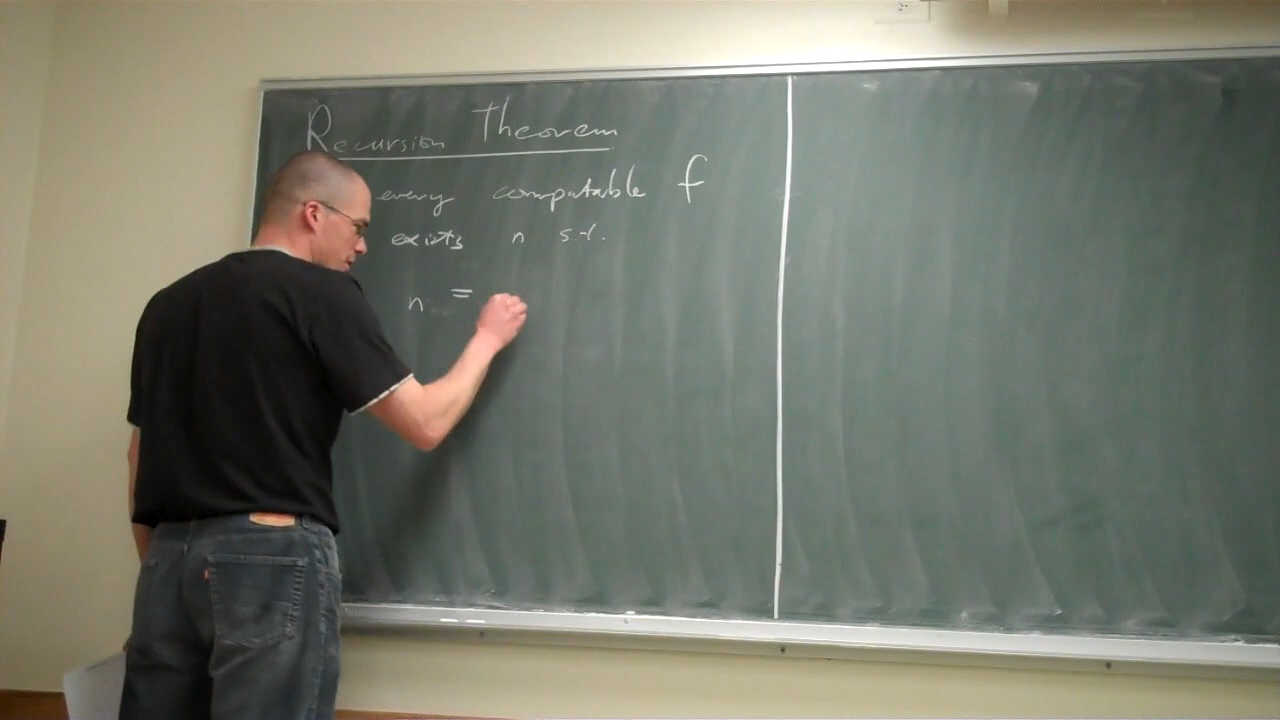 Recursion Theorem
every computable f
exists n s.t.
n =